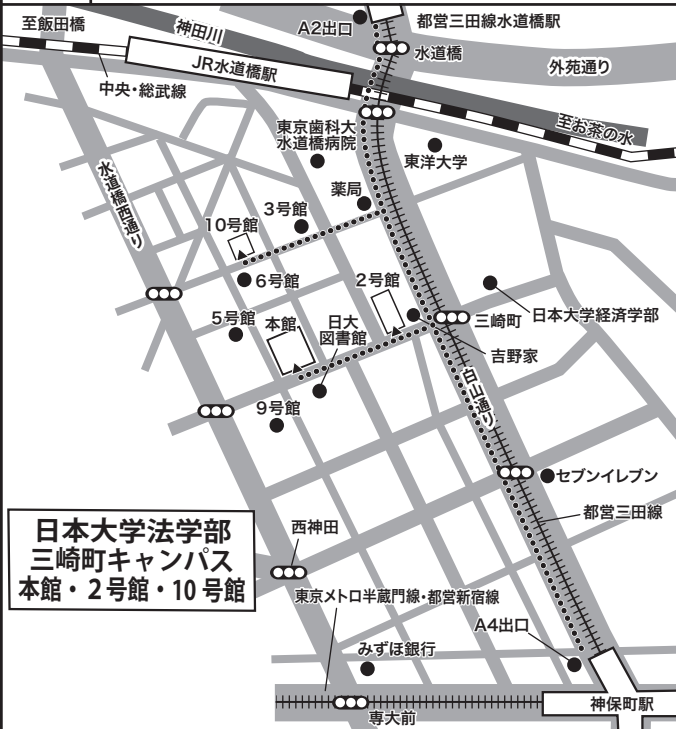 至飯田橋
神田川
A2出口
都営三田線水道橋駅
水道橋
外苑通り
JR水道橋駅
中央・総武線
至お茶の水
東京歯科大
水道橋病院
東洋大学
水道橋西通り
薬局
3号館
10号館
6号館
2号館
5号館
本館
日大
図書館
三崎町
日本大学経済学部
吉野家
白山通り
9号館
セブンイレブン
都営三田線
日本大学法学部
三崎町キャンパス
本館・2号館・10号館
西神田
東京メトロ半蔵門線・都営新宿線
A4出口
みずほ銀行
神保町駅
専大前